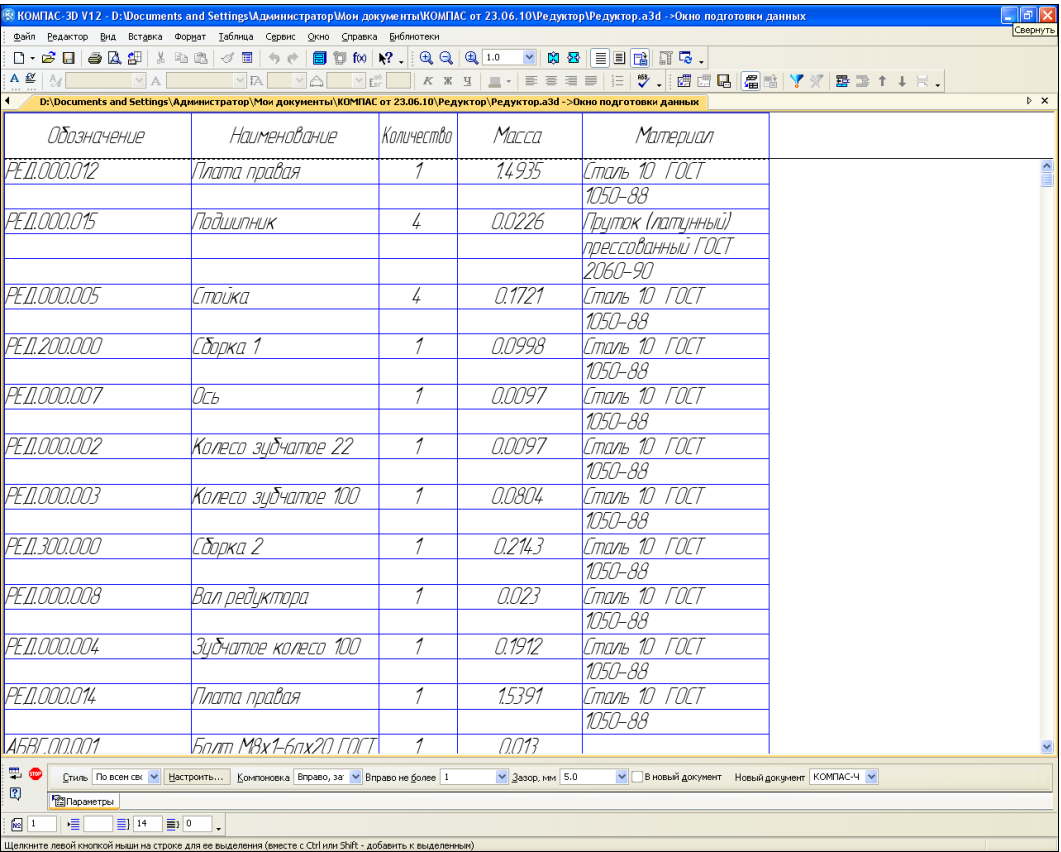 КОМПАС-3D V12 - D:\Documents and Settings\Администратор\Мои документы\КОМПАС от 23.06.10\Редуктор\Редуктор.a3d ->Окно подготовки данных
Свернуть
Файл Редактор Вид Вставка Формат Таблица Сервис Окно Справка Библиотеки
1.0
D:\Documents and Settings\Администратор\Мои документы\КОМПАС от 23.06.10\Редуктор\Редуктор.a3d ->Окно подготовки данных
Обозначение Наименование Количество Масса Материал
РЕД.000.012 Плата правая 1 1.4935 Сталь 10 ГОСТ
1050-88
РЕД.000.015 Подшипник 4 0.0226 Пруток (латунный)
прессованный ГОСТ
2060-90
РЕД.000.005 Стойка 4 0.1721 Сталь 10 ГОСТ
1050-88
РЕД.200.000 Сборка 1 1 0.0998 Сталь 10 ГОСТ
1050-88
РЕД.000.007 Ось 1 0.0097 Сталь 10 ГОСТ
1050-88
РЕД.000.002 Колесо зубчатое 22 1 0.0097 Сталь 10 ГОСТ
1050-88
РЕД.000.003 Колесо зубчатое 100 1 0.0804 Сталь 10 ГОСТ
1050-88
РЕД.300.000 Сборка 2 1 0.2143 Сталь 10 ГОСТ
1050-88
РЕД.000.008 Вал редуктора 1 0.023 Сталь 10 ГОСТ
1050-88
РЕД.000.004 Зубчатое колесо 100 1 0.1912 Сталь 10 ГОСТ
1050-88
РЕД.000.014 Плата правая 1 1.5391 Сталь 10 ГОСТ
1050-88
АБВГ.00.001 Болт М8х1-6gх20 ГОСТ 1 0.013
Стиль По всем сво Настроить... Компоновка Вправо, за Вправо не более 1 Зазор, мм 5.0 В новый документ Новый документ КОМПАС-Ч
Параметры
1 14 0
Щелкните левой кнопкой мыши на строке для ее выделения (вместе с Ctrl или Shift - добавить к выделенным)